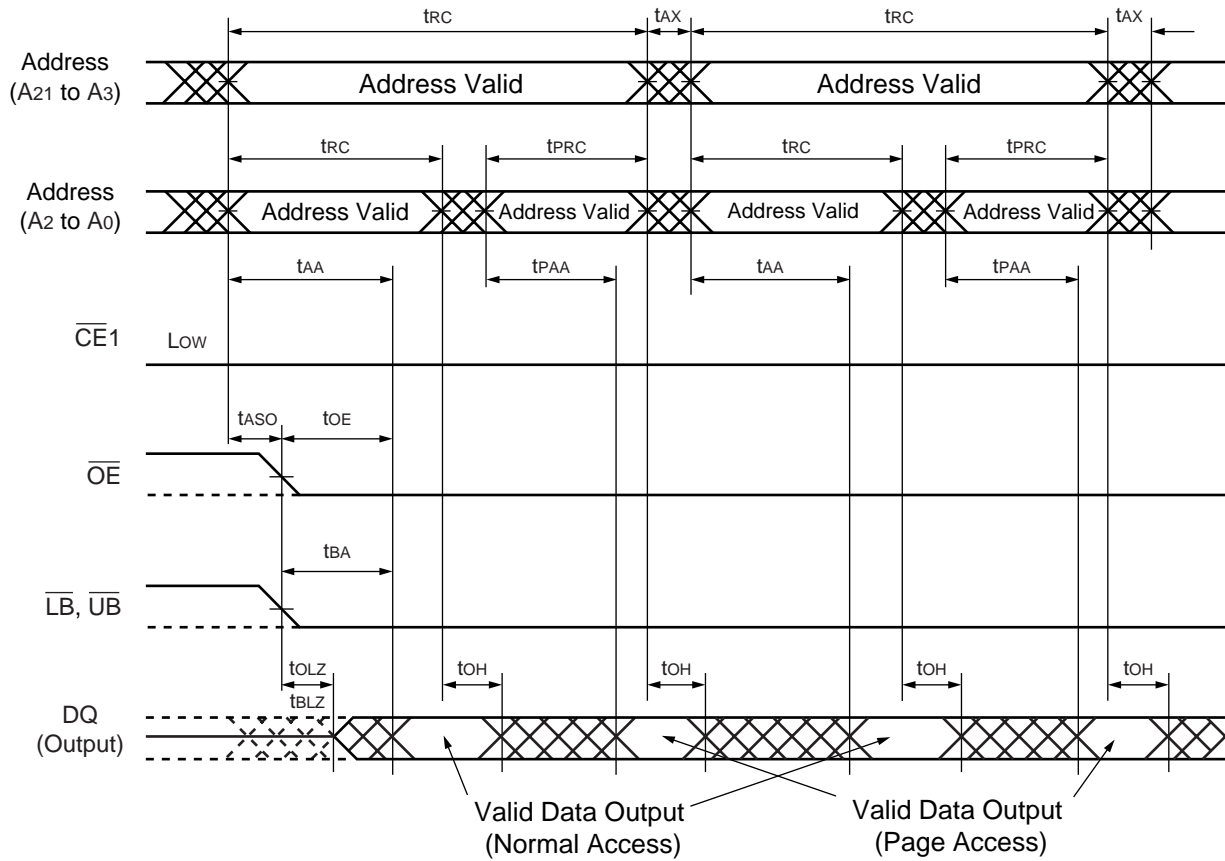 tRC tAX tRC tAX
Address
(A21 to A3)
Address Valid Address Valid
tRC tPRC tRC tPRC
Address
(A2 to A0)
Address Valid Address Valid Address Valid Address Valid
tAA tPAA tAA tPAA
CE1
LOW
tASO tOE
OE
tBA
LB, UB
tOLZ tOH tOH tOH tOH
tBLZ
DQ
(Output)
Valid Data Output
(Normal Access)
Valid Data Output
(Page Access)